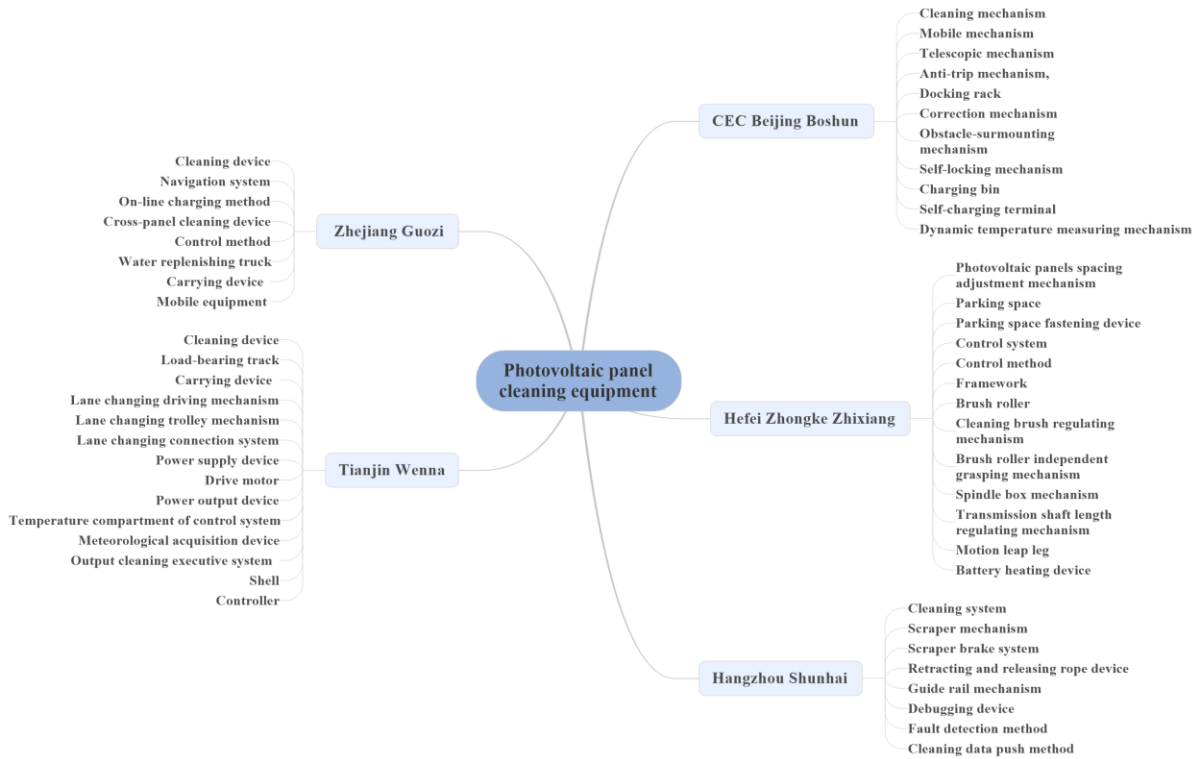 Photovoltaic panel
cleaning equipment
CEC Beijing Boshun
Cleaning mechanism
Mobile mechanism
Telescopic mechanism
Anti-trip mechanism,
Docking rack
Correction mechanism
Obstacle-surmounting
mechanism
Self-locking mechanism
Charging bin
Self-charging terminal
Dynamic temperature measuring mechanism
Hefei Zhongke Zhixiang
Photovoltaic panels spacing
adjustment mechanism
Parking space
Parking space fastening device
Control system
Control method
Framework
Brush roller
Cleaning brush regulating
mechanism
Brush roller independent
grasping mechanism
Spindle box mechanism
Transmission shaft length
regulating mechanism
Motion leap leg
Battery heating device
Hangzhou Shunhai
Cleaning system
Scraper mechanism
Scraper brake system
Retracting and releasing rope device
Guide rail mechanism
Debugging device
Fault detection method
Cleaning data push method
Zhejiang Guozi
Cleaning device
Navigation system
On-line charging method
Cross-panel cleaning device
Control method
Water replenishing truck
Carrying device
Mobile equipment
Tianjin Wenna
Cleaning device
Load-bearing track
Carrying device
Lane changing driving mechanism
Lane changing trolley mechanism
Lane changing connection system
Power supply device
Drive motor
Power output device
Temperature compartment of control system
Meteorological acquisition device
Output cleaning executive system
Shell
Controller